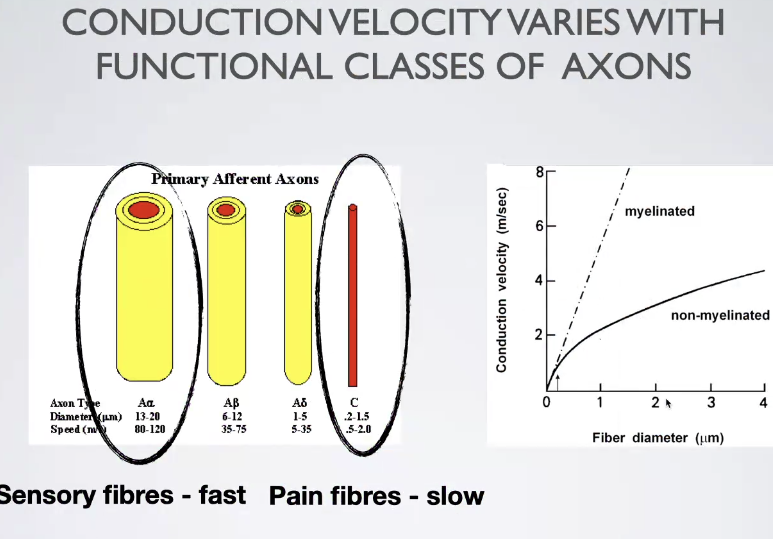 CONDUCTION VELOCITY VARIES WITH
FUNCTIONAL CLASSES OF AXONS
Primary Afferent Axons
Axon Type Aα Aβ Aδ C
Diameter (μm) 13-20 6-12 1-5 .2-1.5
Speed (m/s) 80-120 35-75 5-35 .5-2.0
Sensory fibres - fast Pain fibres - slow
Conduction velocity (m/sec)
8
6
4
2
myelinated
non-myelinated
0 1 2 3 4
Fiber diameter (μm)